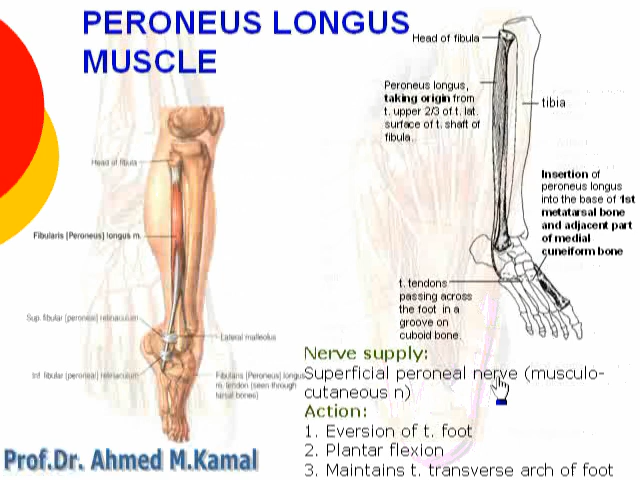 PERONEUS LONGUS
MUSCLE
Head of fibula
Peroneus longus,
taking origin from
t. upper 2/3 of t. lat.
surface of t. shaft of
fibula.
tibia
Insertion of
peroneus longus
into the base of 1st
metatarsal bone
and adjacent part
of medial
cuneiform bone
t. tendons
passing across
the foot in a
groove on
cuboid bone.
Head of fibula
Fibularis [Peroneus] longus m.
Sup. fibular [peroneal] retinaculum
Lateral malleolus
Inf. fibular [peroneal] retinaculum
Fibularis [Peroneus] longus
m. tendon (seen through
tarsal bones)
Nerve supply:
Superficial peroneal nerve (musculo-
cutaneous n)
Action:
1. Eversion of t. foot
2. Plantar flexion
3. Maintains t. transverse arch of foot
Prof.Dr. Ahmed M.Kamal